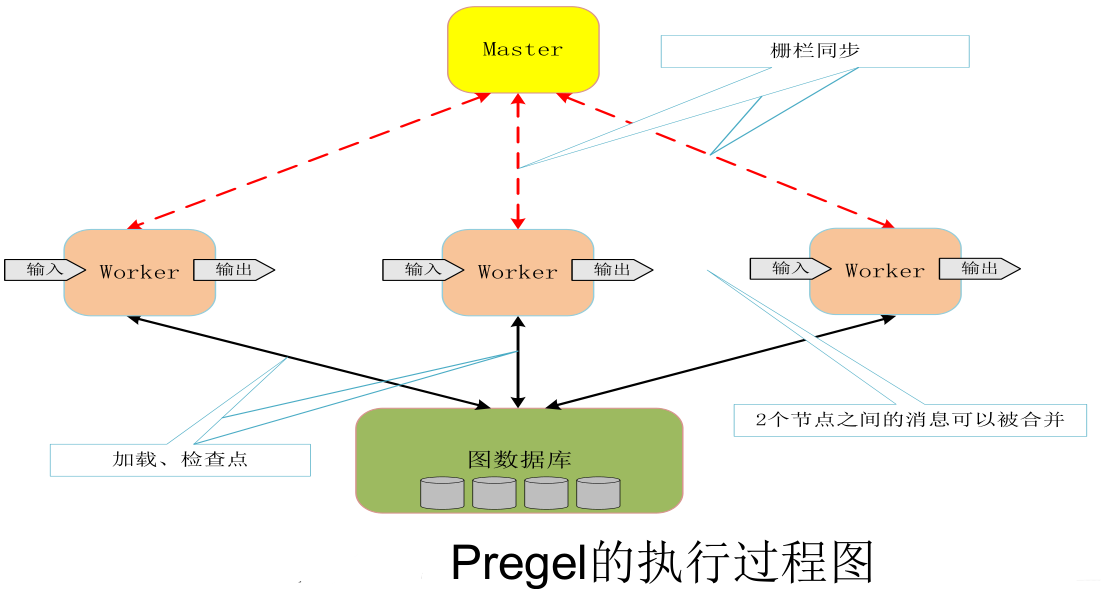 Master
栅栏同步
输入
Worker
输出
输入
Worker
输出
输入
Worker
输出
2个节点之间的消息可以被合并
加载、检查点
图数据库
Pregel的执行过程图